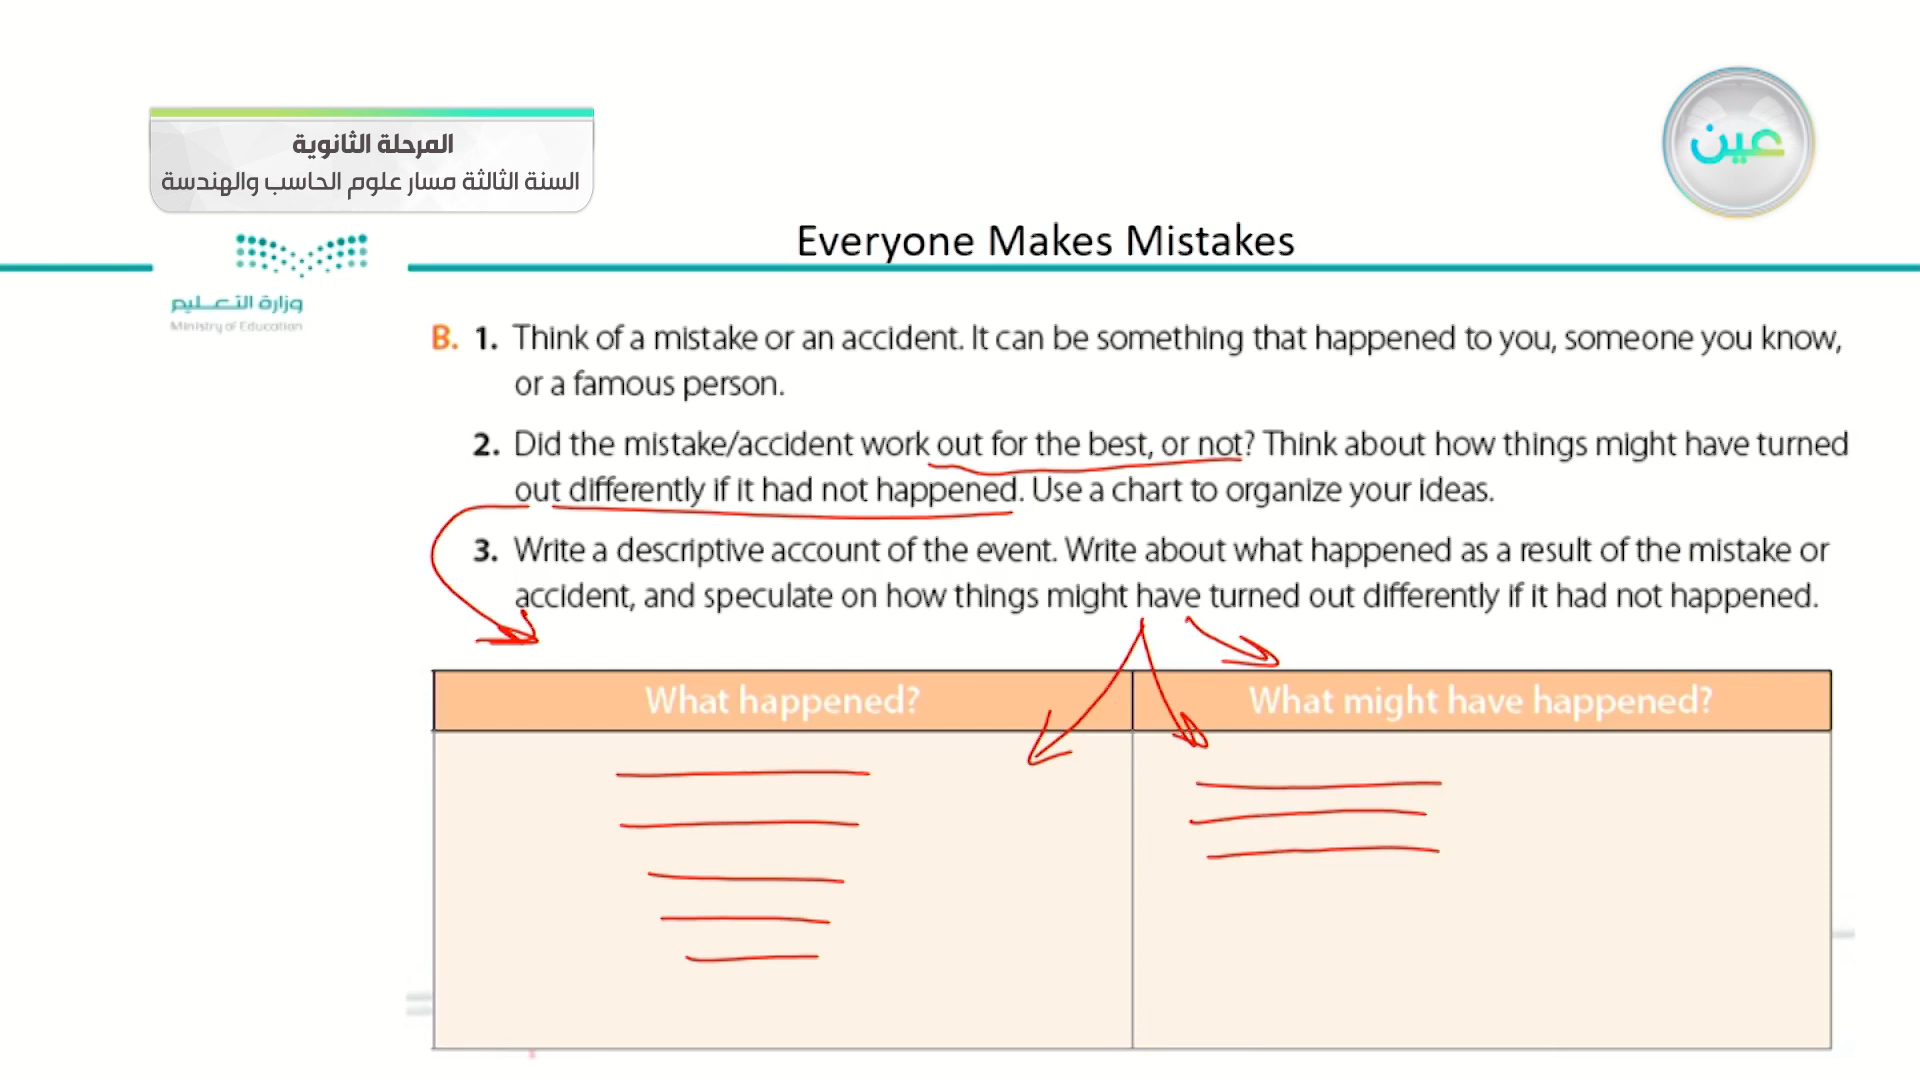 المرحلة الثانوية
السنة الثالثة مسار علوم الحاسب والهندسة
عين
Everyone Makes Mistakes
وزارة التعليم
Ministry of Education
B. 1. Think of a mistake or an accident. It can be something that happened to you, someone you know,
or a famous person.
2. Did the mistake/accident work out for the best, or not? Think about how things might have turned
out differently if it had not happened. Use a chart to organize your ideas.
3. Write a descriptive account of the event. Write about what happened as a result of the mistake or
accident, and speculate on how things might have turned out differently if it had not happened.
What happened?
What might have happened?